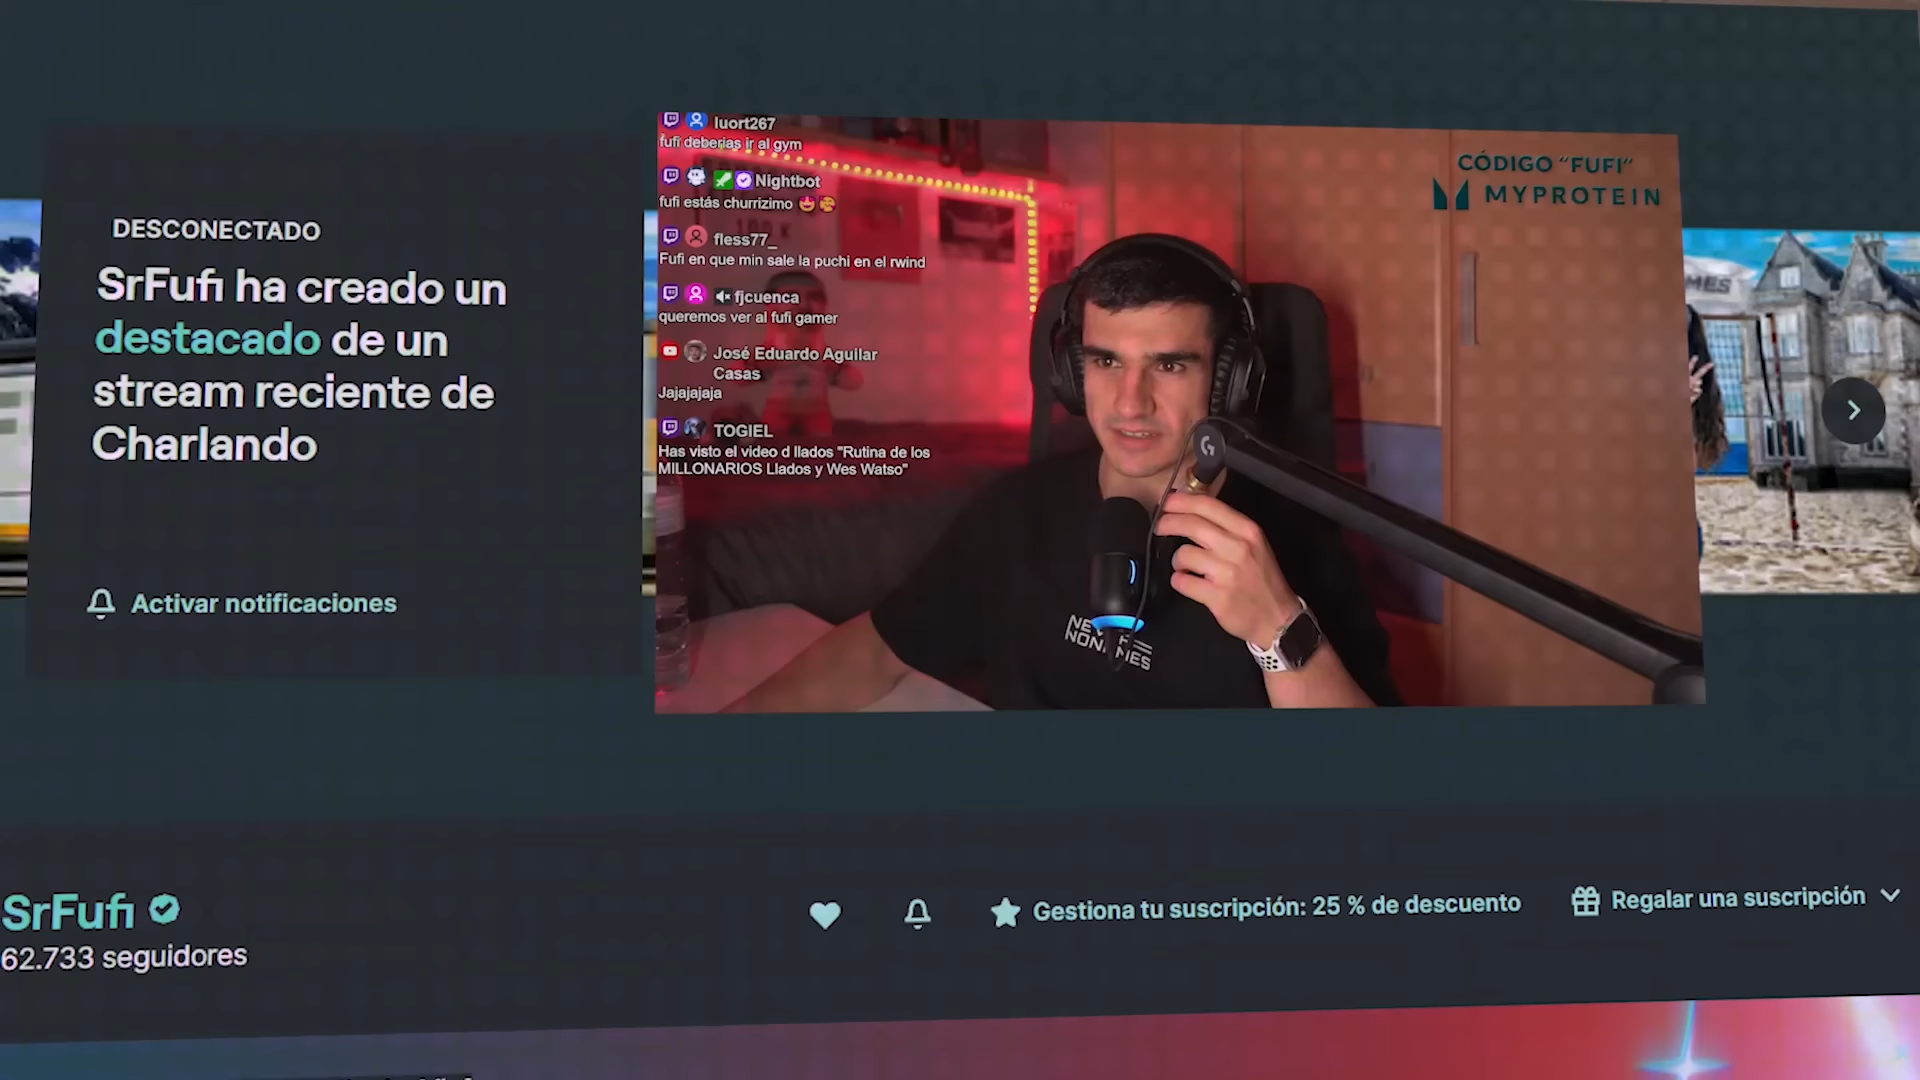 DESCONECTADO
SrFufi ha creado un
destacado de un
stream reciente de
Charlando
Activar notificaciones
luort267
fufi deberias ir al gym
Nightbot
fufi estás churrizimo
fless77_
Fufi en que min sale la puchi en el rwind
fjcuenca
queremos ver al fufi gamer
José Eduardo Aguilar
Casas
Jajajajaja
TOGIEL
Has visto el video d llados "Rutina de los
MILLONARIOS Llados y Wes Watso"
CÓDIGO "FUFI"
MYPROTEIN
SrFufi
62.733 seguidores
Gestiona tu suscripción: 25 % de descuento
Regalar una suscripción